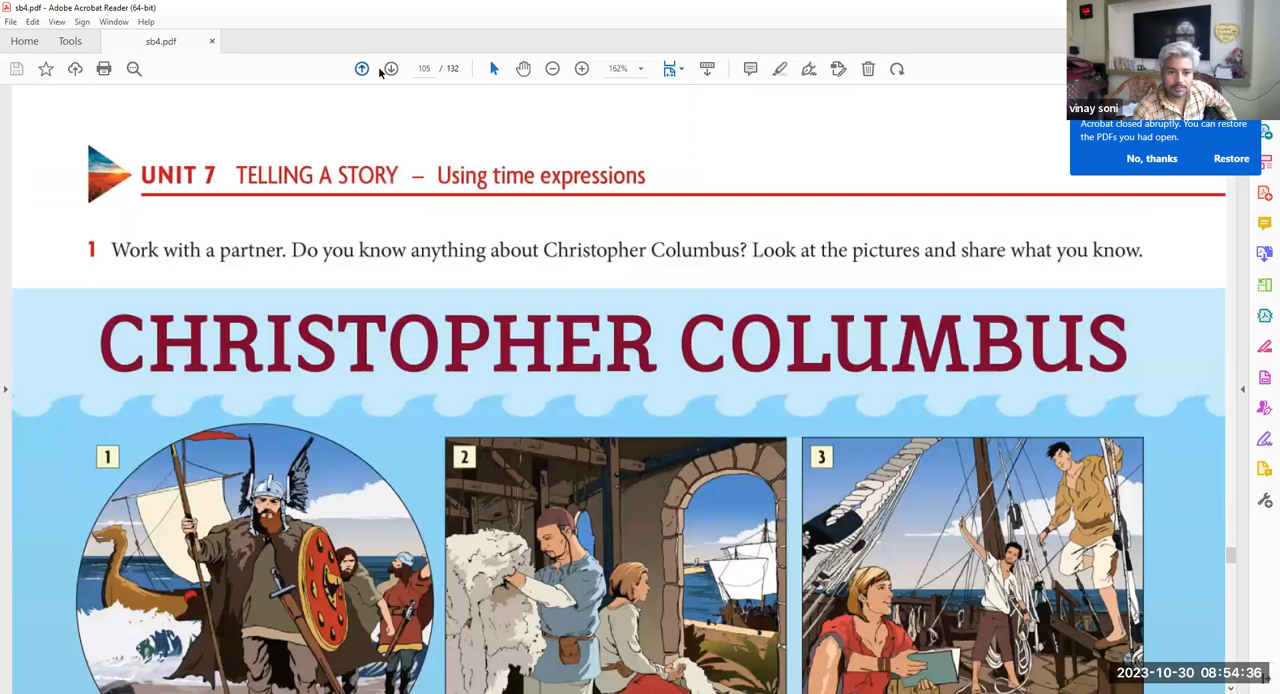 sb4.pdf - Adobe Acrobat Reader (64-bit)
File Edit View Sign Window Help
Home Tools sb4.pdf ×
105 / 132 162%
vinay soni
Acrobat closed abruptly. You can restore
the PDFs you had open.
No, thanks Restore
UNIT 7 TELLING A STORY – Using time expressions
1 Work with a partner. Do you know anything about Christopher Columbus? Look at the pictures and share what you know.
CHRISTOPHER COLUMBUS
1 2 3
2023-10-30 08:54:36